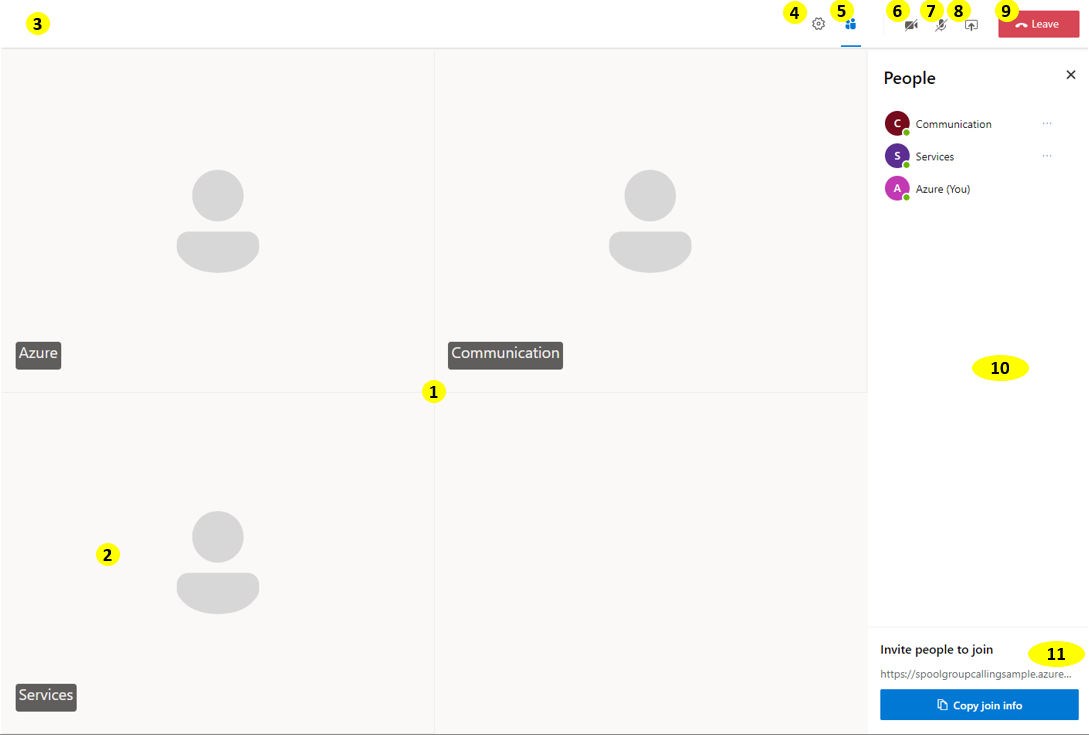 3
4
5
6
7
8
9
Leave
People
C
Communication
...
S
Services
...
A
Azure (You)
Azure
Communication
10
1
2
Services
Invite people to join
11
https://spoolgroupcallingsample.azure...
Copy join info